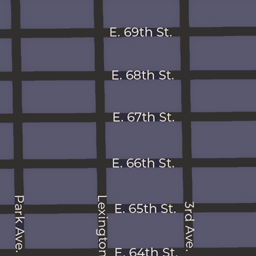 E. 69th St.
E. 68th St.
E. 67th St.
E. 66th St.
E. 65th St.
E. 64th St.
Park Ave.
Lexington
3rd Ave.